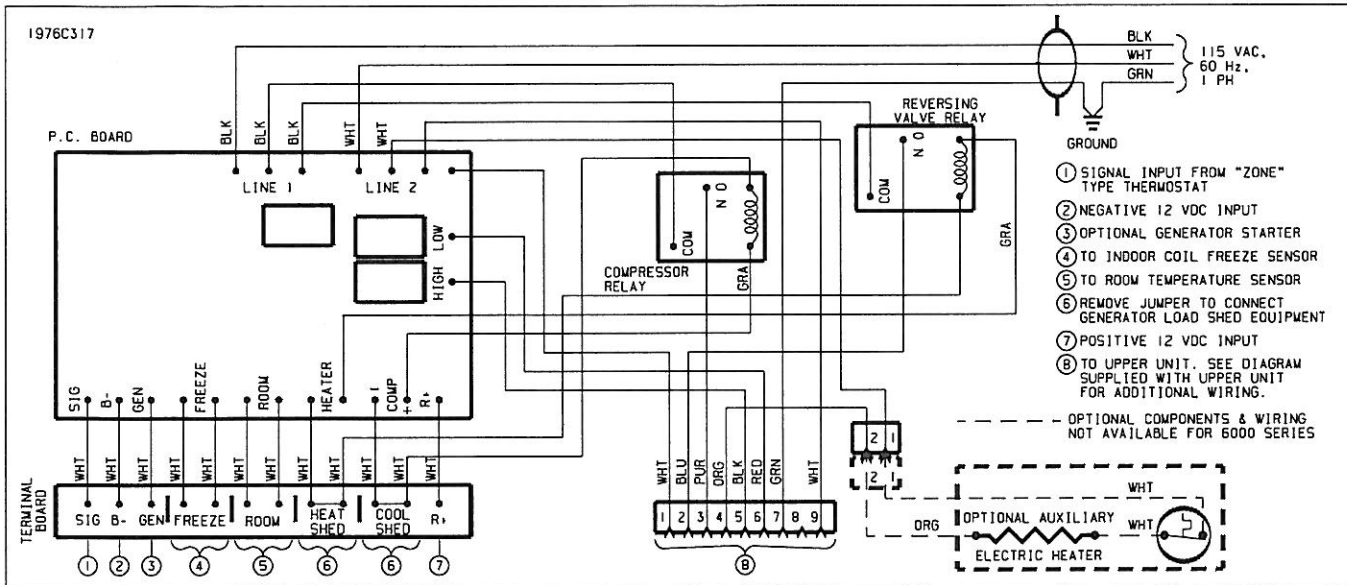 1976C317
BLK
WHT
GRN
115 VAC,
60 Hz,
1 PH
GROUND
REVERSING
VALVE RELAY
NO
COM
GRA
P.C. BOARD
BLK
BLK
BLK
WHT
WHT
LINE 1
LINE 2
LOW
HIGH
NO
COM
COMPRESSOR
RELAY
GRA
SIG
B-
GEN
FREEZE
ROOM
HEATER
- COMP +
R+
WHT
WHT
WHT
WHT
WHT
WHT
WHT
WHT
WHT
WHT
WHT
WHT
TERMINAL
BOARD
SIG
B-
GEN
FREEZE
ROOM
HEAT
SHED
COOL
SHED
R+
1
2
3
4
5
6
6
7
WHT
BLU
PUR
ORG
BLK
RED
GRN
WHT
1 2 3 4 5 6 7 8 9
8
2 1
2
ORG
WHT
WHT
OPTIONAL AUXILIARY
ELECTRIC HEATER
1 SIGNAL INPUT FROM "ZONE"
TYPE THERMOSTAT
2 NEGATIVE 12 VDC INPUT
3 OPTIONAL GENERATOR STARTER
4 TO INDOOR COIL FREEZE SENSOR
5 TO ROOM TEMPERATURE SENSOR
6 REMOVE JUMPER TO CONNECT
GENERATOR LOAD SHED EQUIPMENT
7 POSITIVE 12 VDC INPUT
8 TO UPPER UNIT. SEE DIAGRAM
SUPPLIED WITH UPPER UNIT
FOR ADDITIONAL WIRING.
OPTIONAL COMPONENTS & WIRING
NOT AVAILABLE FOR 6000 SERIES